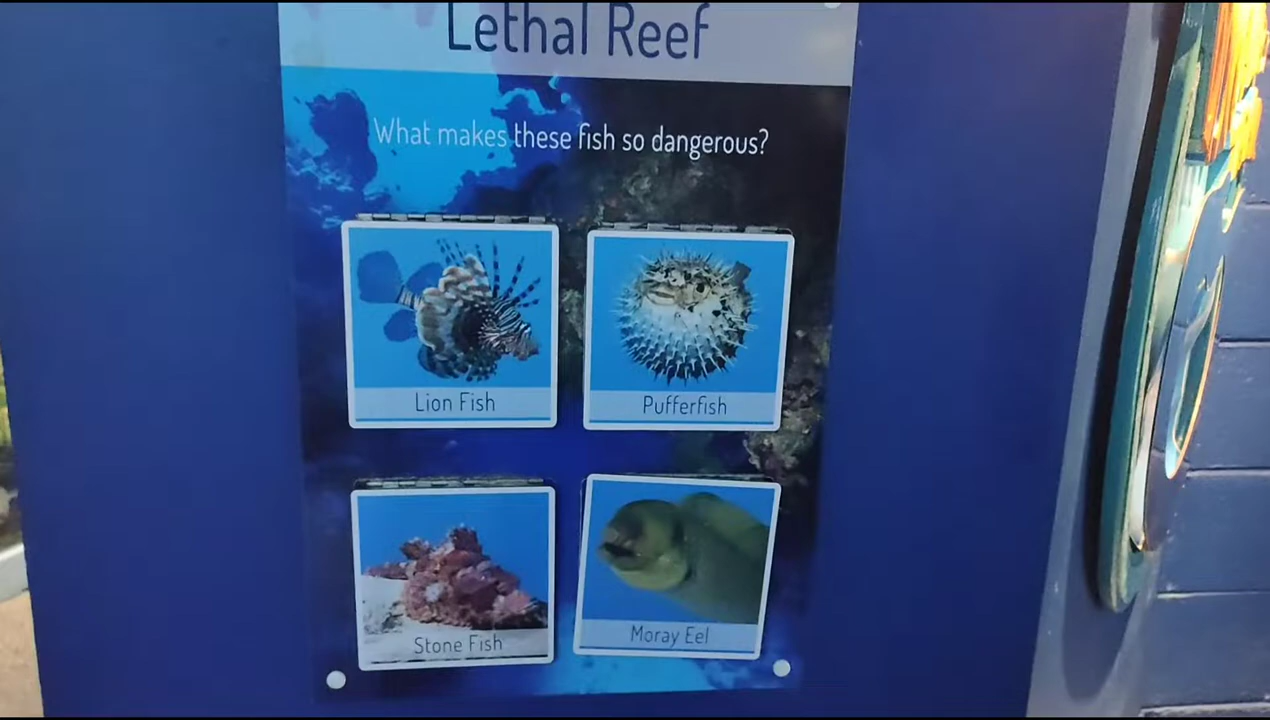 Lethal Reef
What makes these fish so dangerous?
Lion Fish
Pufferfish
Stone Fish
Moray Eel